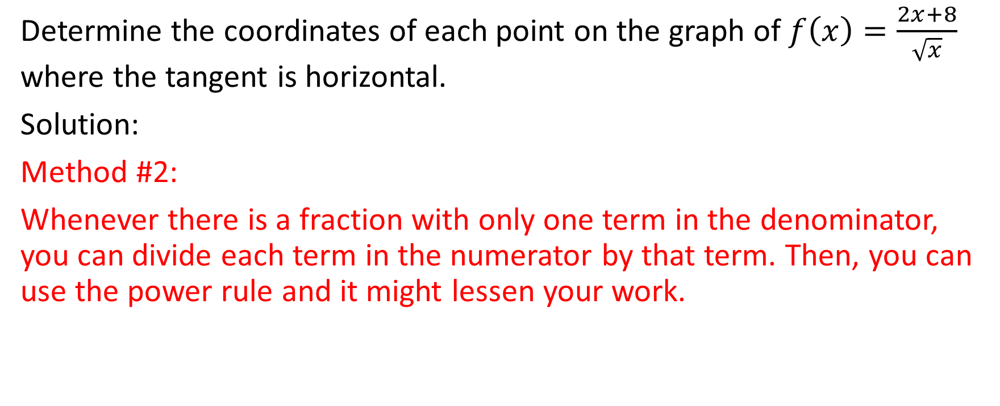 Determine the coordinates of each point on the graph of f(x) = \frac{2x+8}{\sqrt{x}}
where the tangent is horizontal.
Solution:
Method #2:
Whenever there is a fraction with only one term in the denominator,
you can divide each term in the numerator by that term. Then, you can
use the power rule and it might lessen your work.